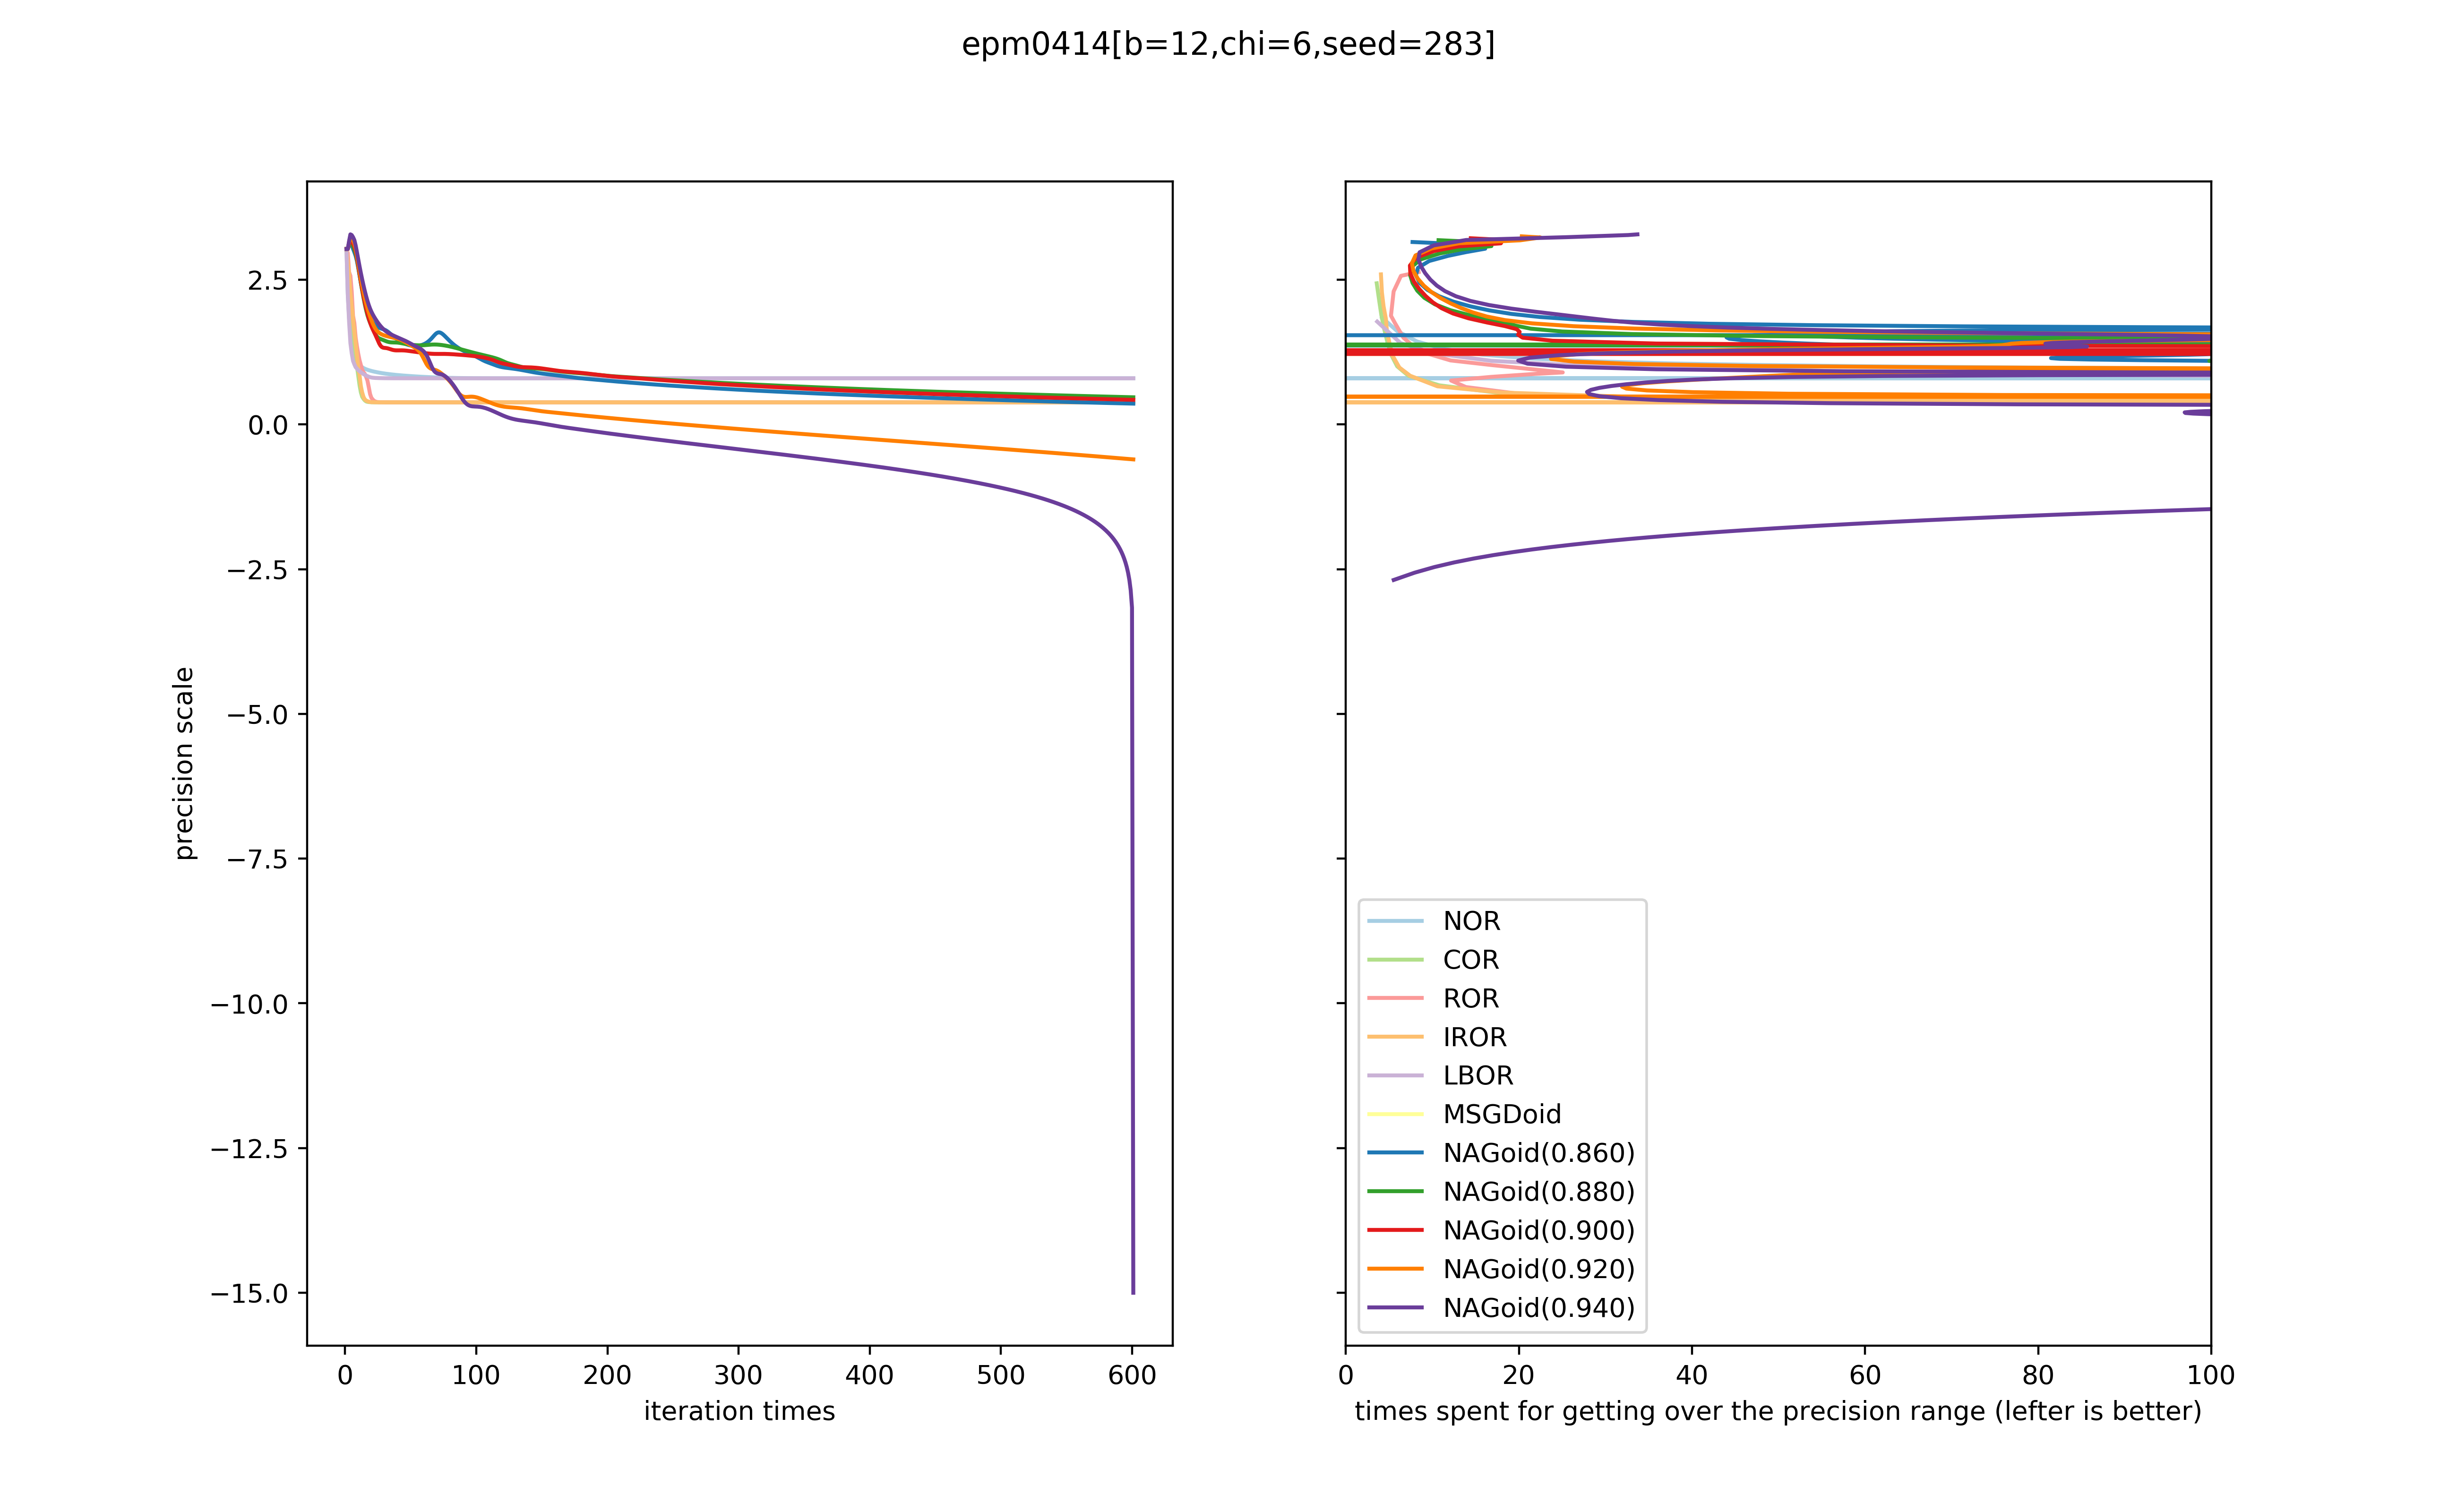 epm0414[b=12,chi=6,seed=283]
precision scale
2.5
0.0
−2.5
−5.0
−7.5
−10.0
−12.5
−15.0
0 100 200 300 400 500 600
iteration times
NOR
COR
ROR
IROR
LBOR
MSGDoid
NAGoid(0.860)
NAGoid(0.880)
NAGoid(0.900)
NAGoid(0.920)
NAGoid(0.940)
0 20 40 60 80 100
times spent for getting over the precision range (lefter is better)